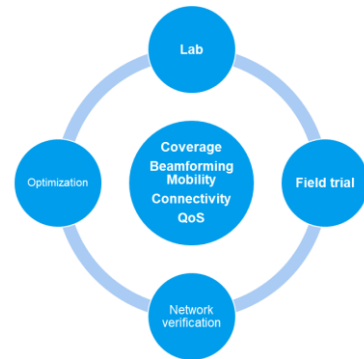 Lab
Coverage
Beamforming
Mobility
Connectivity
QoS
Optimization
Field trial
Network
verification